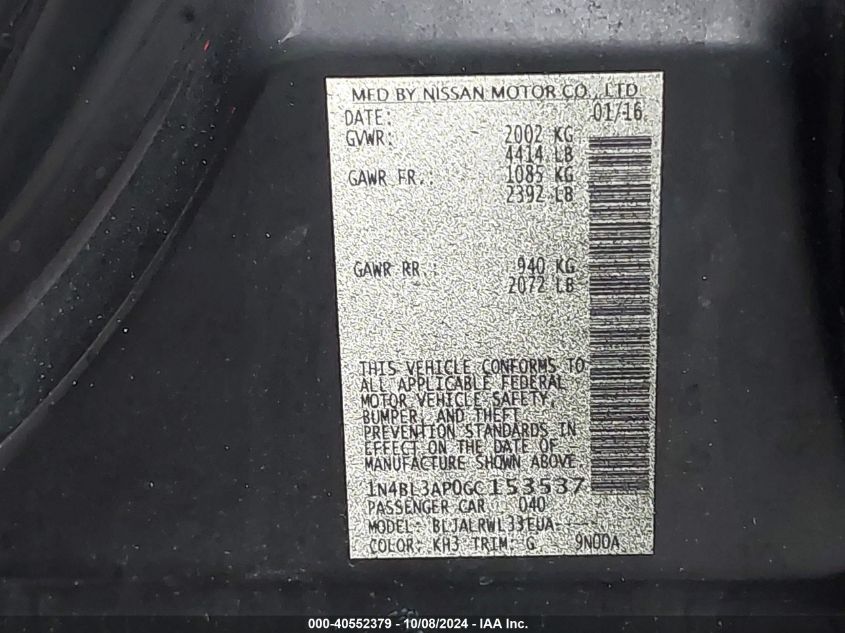 MFD BY NISSAN MOTOR CO., LTD.
DATE: 01/16
GVWR: 2002 KG
4414 LB
GAWR FR.: 1085 KG
2392 LB
GAWR RR.: 940 KG
2072 LB
THIS VEHICLE CONFORMS TO
ALL APPLICABLE FEDERAL
MOTOR VEHICLE SAFETY,
BUMPER, AND THEFT
PREVENTION STANDARDS IN
EFFECT ON THE DATE OF
MANUFACTURE SHOWN ABOVE.
1N4BL3AP0GC153537
PASSENGER CAR 040
MODEL: BLJALRWL33EUA-----
COLOR: KH3 TRIM: G 9N00A
000-40552379 - 10/08/2024 - IAA Inc.